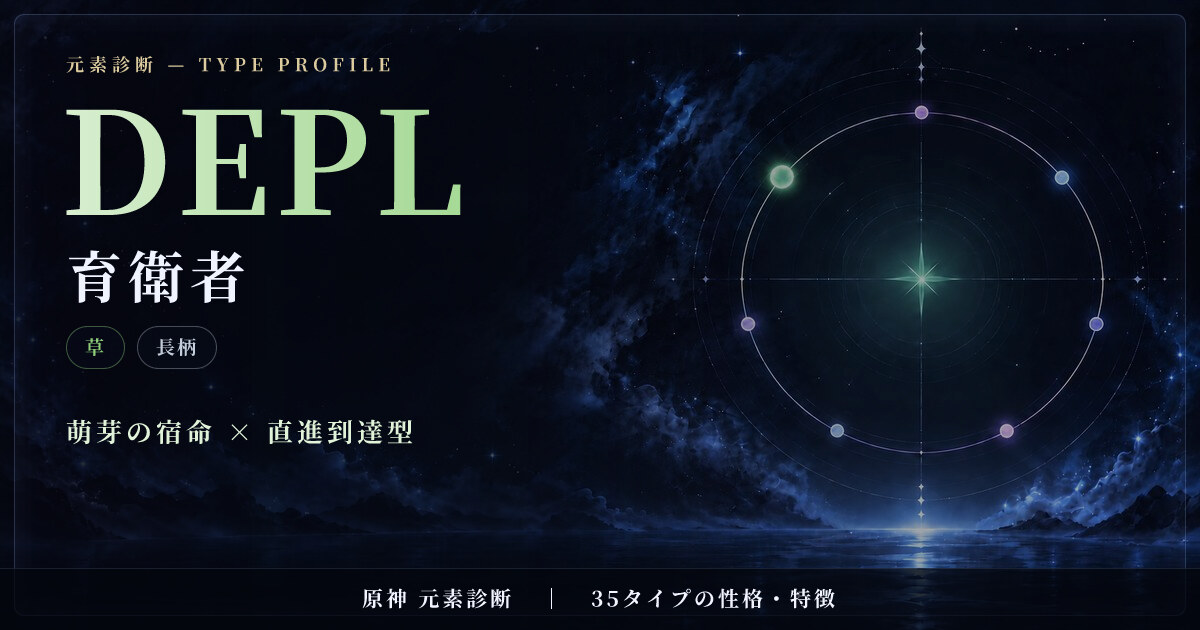 元素診断 — TYPE PROFILE
DEPL
育衛者
草 長柄
萌芽の宿命 × 直進到達型
原神 元素診断 | 35タイプの性格・特徴